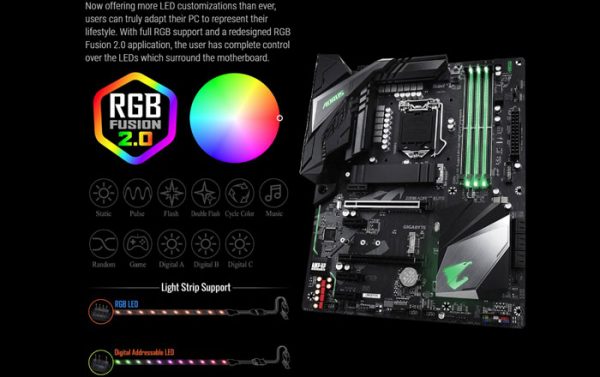 Now offering more LED customizations than ever,
users can truly adapt their PC to represent their
lifestyle. With full RGB support and a redesigned RGB
Fusion 2.0 application, the user has complete control
over the LEDs which surround the motherboard.
RGB
FUSION
2.0
AORUS
Static
Pulse
Flash
Double Flash
Cycle Color
Music
Random
Game
Digital A
Digital B
Digital C
GIGABYTE
Light Strip Support
RGB LED
Digital Addressable LED